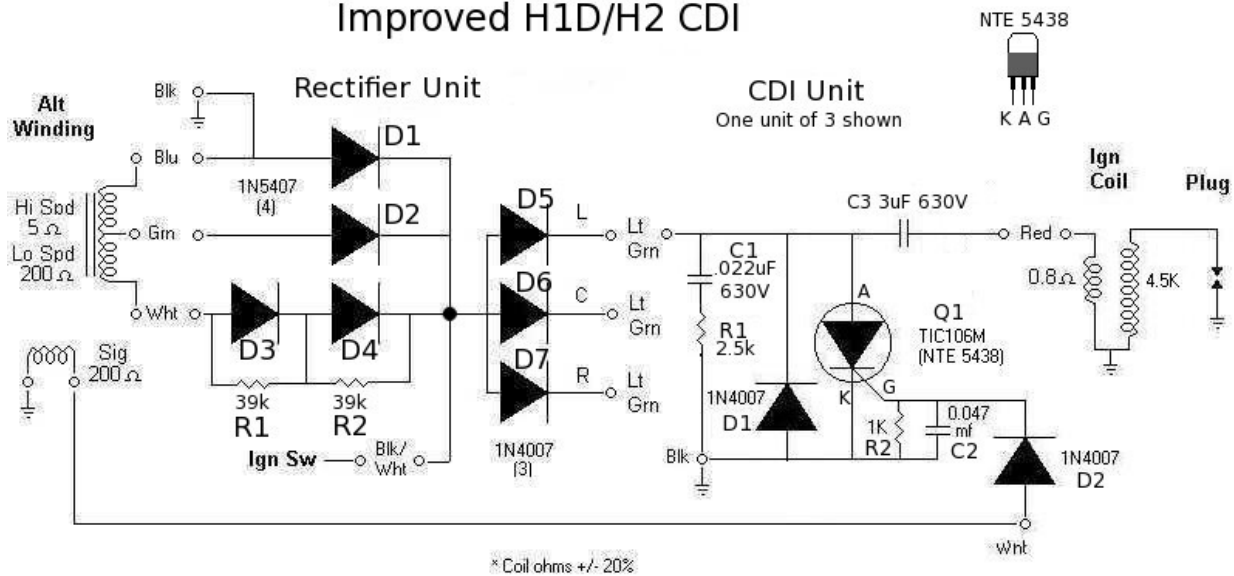 Improved H1D/H2 CDI
NTE 5438
K A G
Rectifier Unit
CDI Unit
One unit of 3 shown
Alt
Winding
Blk
Blu
Grn
Wht
Hi Spd
5 Ω
Lo Spd
200 Ω
Sig
200 Ω
1N5407
(4)
D1
D2
D3
D4
39k
R1
39k
R2
Ign Sw
Blk/
Wht
D5
L
Lt
Grn
D6
C
Lt
Grn
D7
R
Lt
Grn
1N4007
(3)
C1
.022uF
630V
R1
2.5k
Blk
1N4007
D1
A
K
G
Q1
TIC106M
(NTE 5438)
1K
R2
0.047
mf
C2
1N4007
D2
Wht
C3 3uF 630V
Red
Ign
Coil
0.8Ω
4.5K
Plug
* Coil ohms +/- 20%